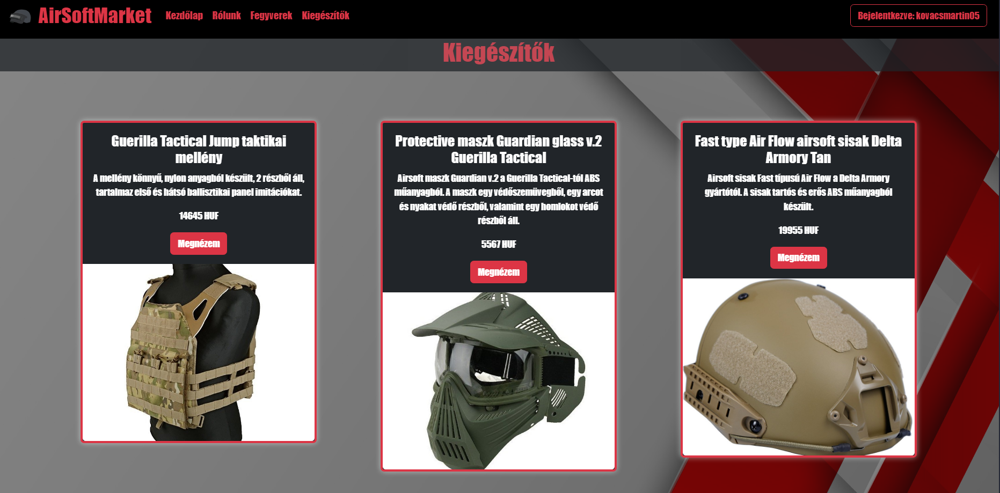 AirSoftMarket Kezdőlap Rólunk Fegyverek Kiegészítők Bejelentkezve: kovacsmartin05
Kiegészítők
Guerilla Tactical Jump taktikai
mellény
A mellény könnyű, nylon anyagból készült, 2 részből áll,
tartalmaz első és hátsó ballisztikai panel imitációkat.
14645 HUF
Megnézem
Protective maszk Guardian glass v.2
Guerilla Tactical
Airsoft maszk Guardian v.2 a Guerilla Tactical-tól ABS
műanyagból. A maszk egy védőszemüvegből, egy arcot
és nyakat védő részből, valamint egy homlokot védő
részből áll.
5567 HUF
Megnézem
Fast type Air Flow airsoft sisak Delta
Armory Tan
Airsoft sisak Fast típusú Air Flow a Delta Armory
gyártótól. A sisak tartós és erős ABS műanyagból
készült.
19955 HUF
Megnézem